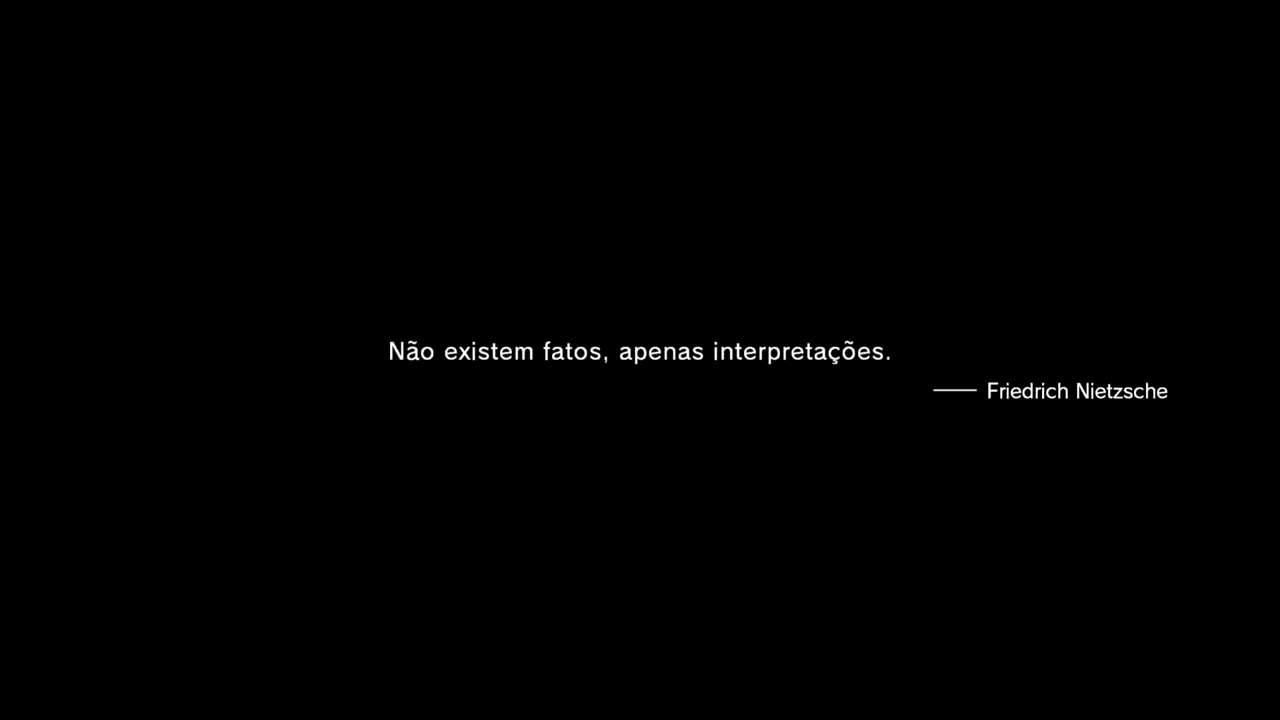 Não existem fatos, apenas interpretações.
—— Friedrich Nietzsche